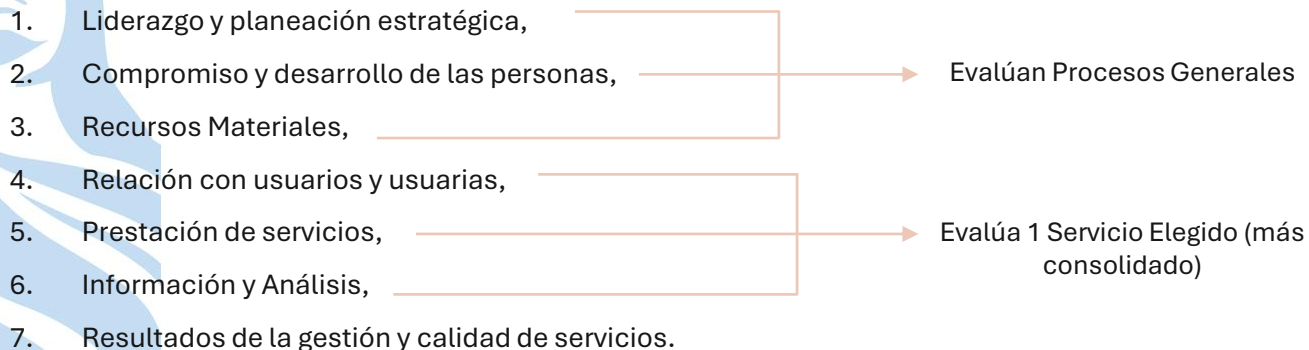 1. Liderazgo y planeación estratégica,
2. Compromiso y desarrollo de las personas,
Evalúan Procesos Generales
3. Recursos Materiales,
4. Relación con usuarios y usuarias,
5. Prestación de servicios,
Evalúa 1 Servicio Elegido (más
consolidado)
6. Información y Análisis,
7. Resultados de la gestión y calidad de servicios.